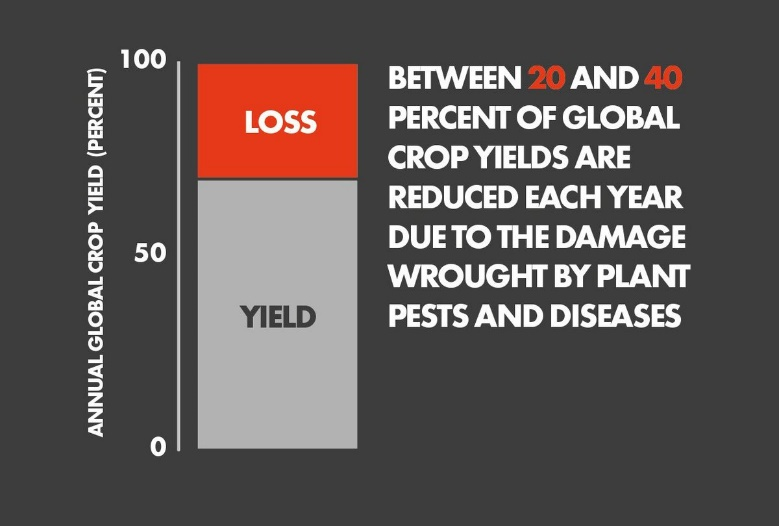 100
50
0
ANNUAL GLOBAL CROP YIELD (PERCENT)
LOSS
YIELD
BETWEEN 20 AND 40
PERCENT OF GLOBAL
CROP YIELDS ARE
REDUCED EACH YEAR
DUE TO THE DAMAGE
WROUGHT BY PLANT
PESTS AND DISEASES